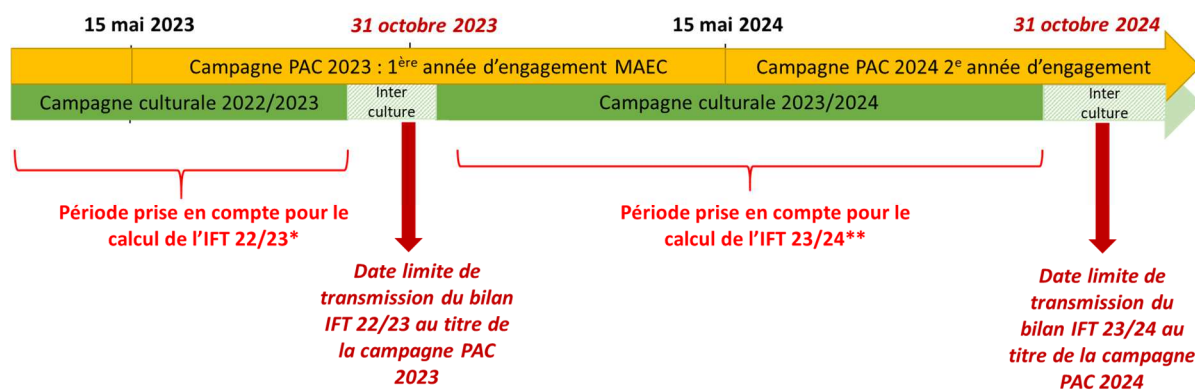 15 mai 2023
31 octobre 2023
15 mai 2024
31 octobre 2024
Campagne PAC 2023 : 1ère année d’engagement MAEC
Campagne PAC 2024 2e année d’engagement
Campagne culturale 2022/2023
Inter
culture
Campagne culturale 2023/2024
Inter
culture
Période prise en compte pour le
calcul de l’IFT 22/23*
Période prise en compte pour le
calcul de l’IFT 23/24**
Date limite de
transmission du bilan
IFT 22/23 au titre de
la campagne PAC
2023
Date limite de
transmission du
bilan IFT 23/24 au
titre de la campagne
PAC 2024